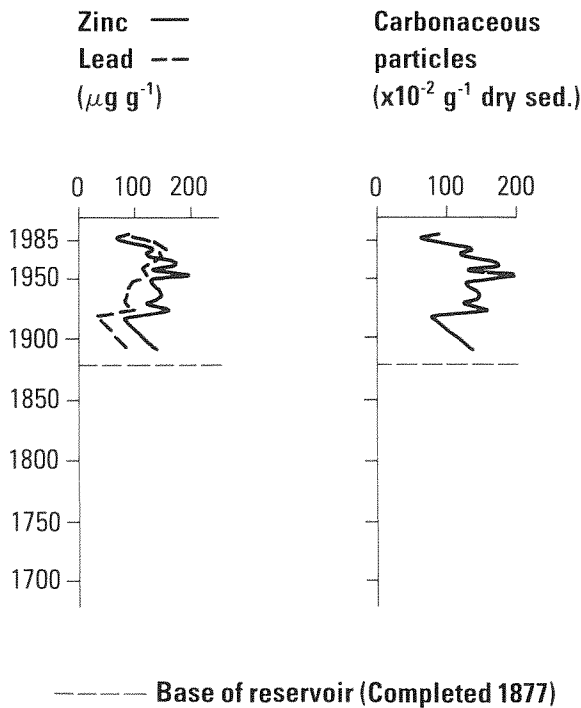 Zinc
Lead
(μg g⁻¹)
Carbonaceous
particles
(x10⁻² g⁻¹ dry sed.)
0 100 200
0 100 200
1985
1950
1900
1850
1800
1750
1700
Base of reservoir (Completed 1877)